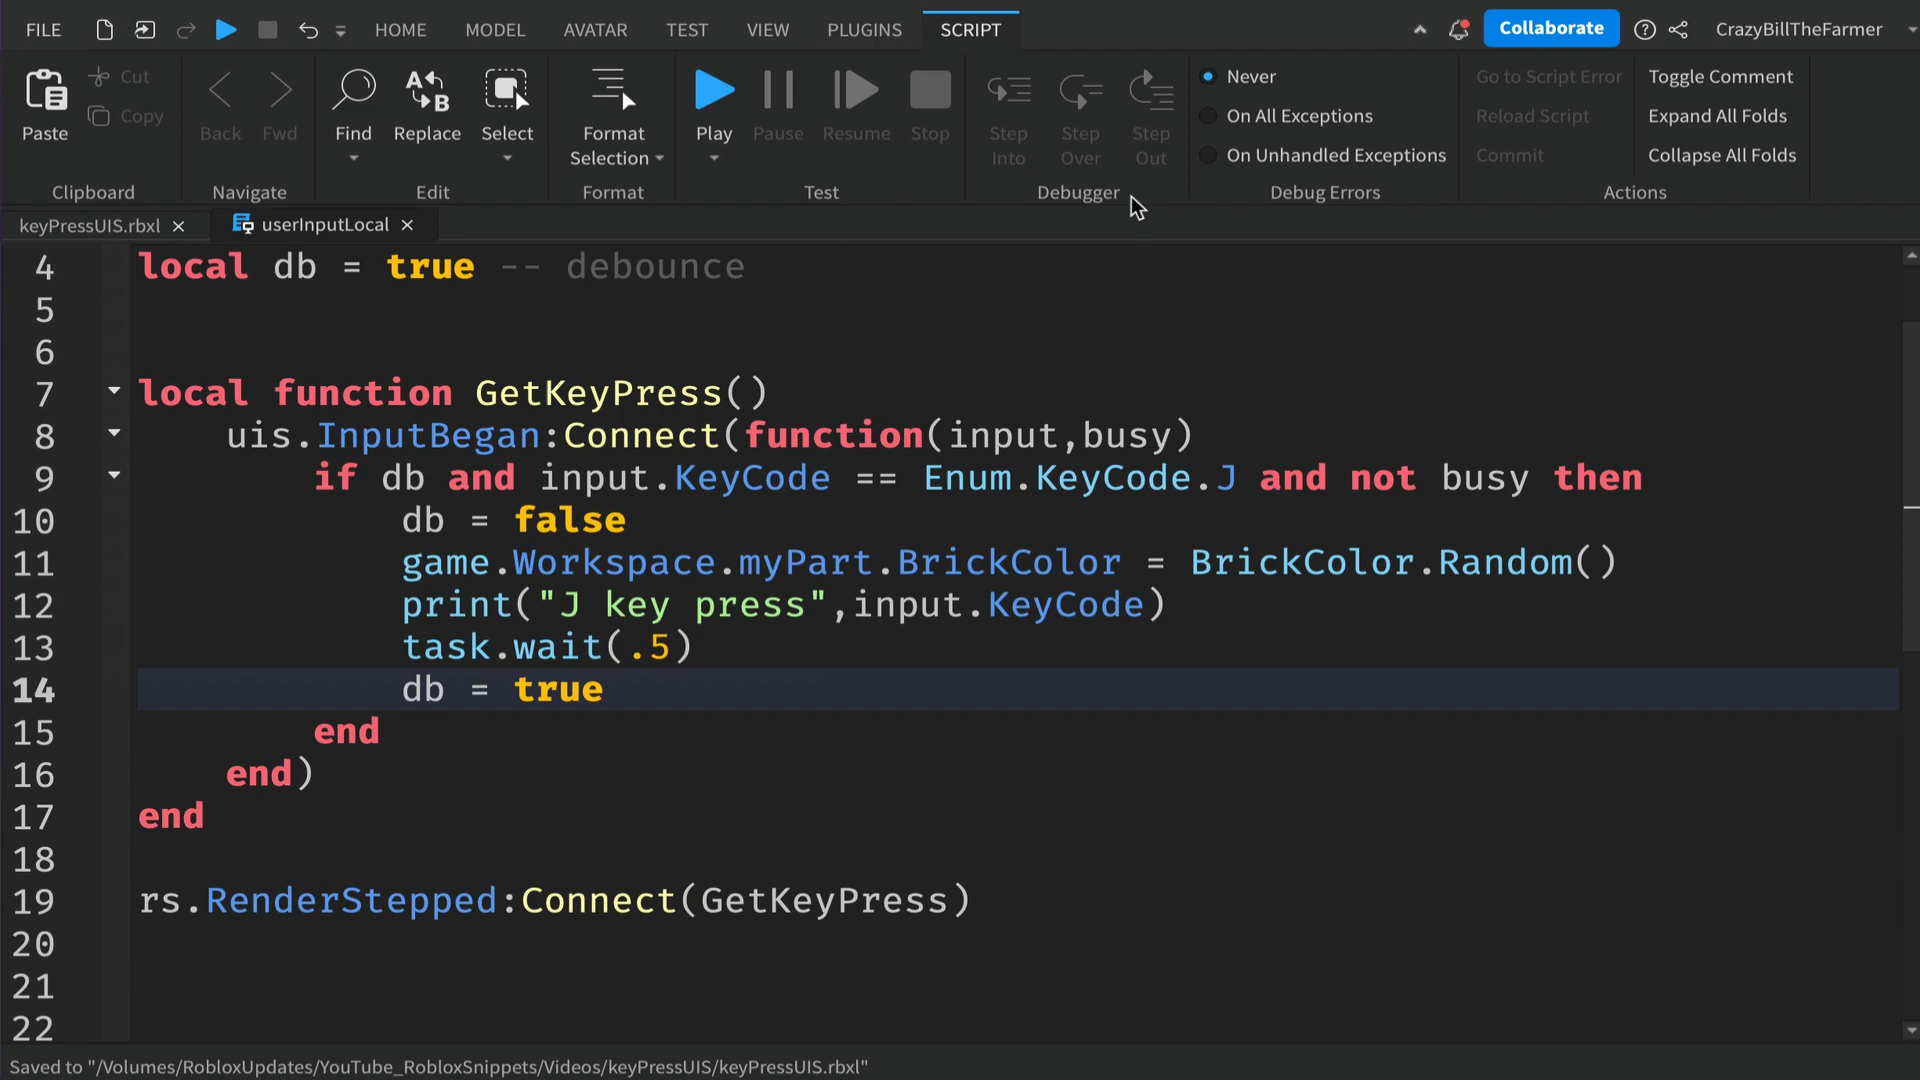 FILE HOME MODEL AVATAR TEST VIEW PLUGINS SCRIPT Collaborate CrazyBillTheFarmer
Paste Cut Copy
Clipboard
Back Fwd
Navigate
Find Replace Select
Edit
Format Selection
Format
Play Pause Resume Stop
Test
Step Into Step Over Step Out
Debugger
Never
On All Exceptions
On Unhandled Exceptions
Debug Errors
Go to Script Error
Reload Script
Commit
Toggle Comment
Expand All Folds
Collapse All Folds
Actions
keyPressUIS.rbxl userInputLocal
4 local db = true -- debounce
5
6
7 local function GetKeyPress()
8 uis.InputBegan:Connect(function(input,busy)
9 if db and input.KeyCode == Enum.KeyCode.J and not busy then
10 db = false
11 game.Workspace.myPart.BrickColor = BrickColor.Random()
12 print("J key press",input.KeyCode)
13 task.wait(.5)
14 db = true
15 end
16 end)
17 end
18
19 rs.RenderStepped:Connect(GetKeyPress)
20
21
22
Saved to "/Volumes/RobloxUpdates/YouTube_RobloxSnippets/Videos/keyPressUIS/keyPressUIS.rbxl"